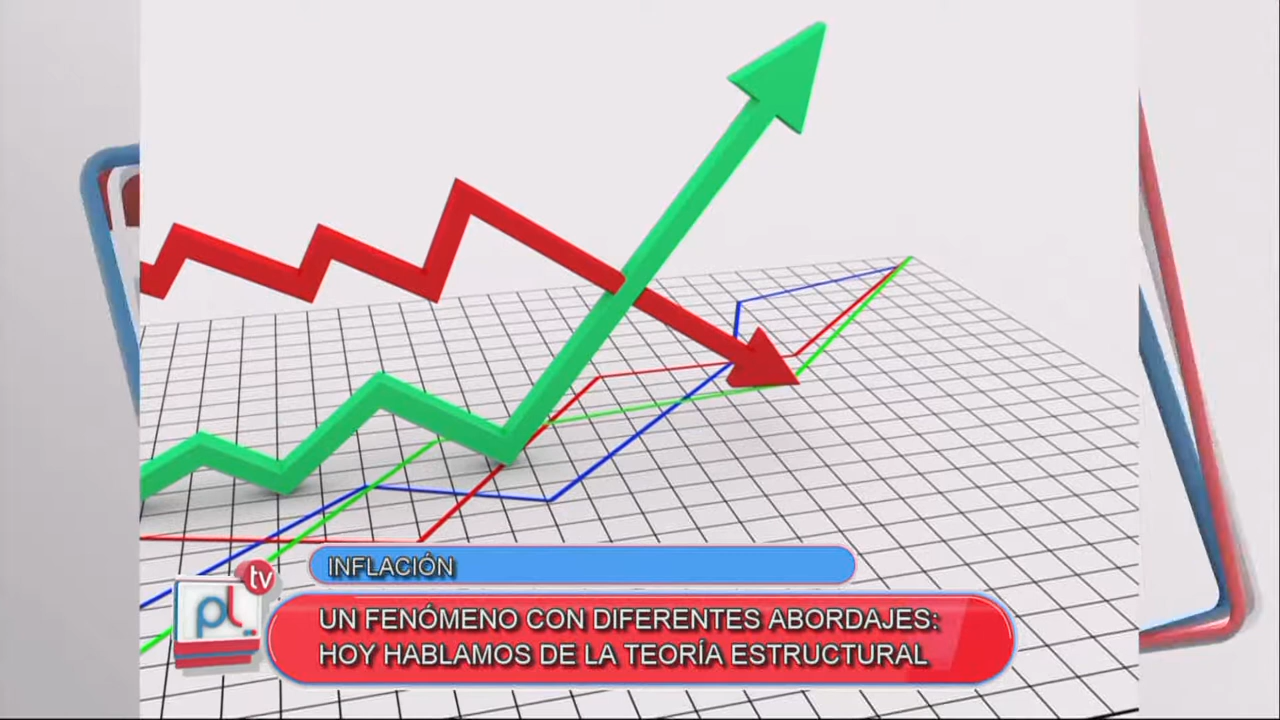 INFLACIÓN
tv
pl
UN FENÓMENO CON DIFERENTES ABORDAJES:
HOY HABLAMOS DE LA TEORÍA ESTRUCTURAL